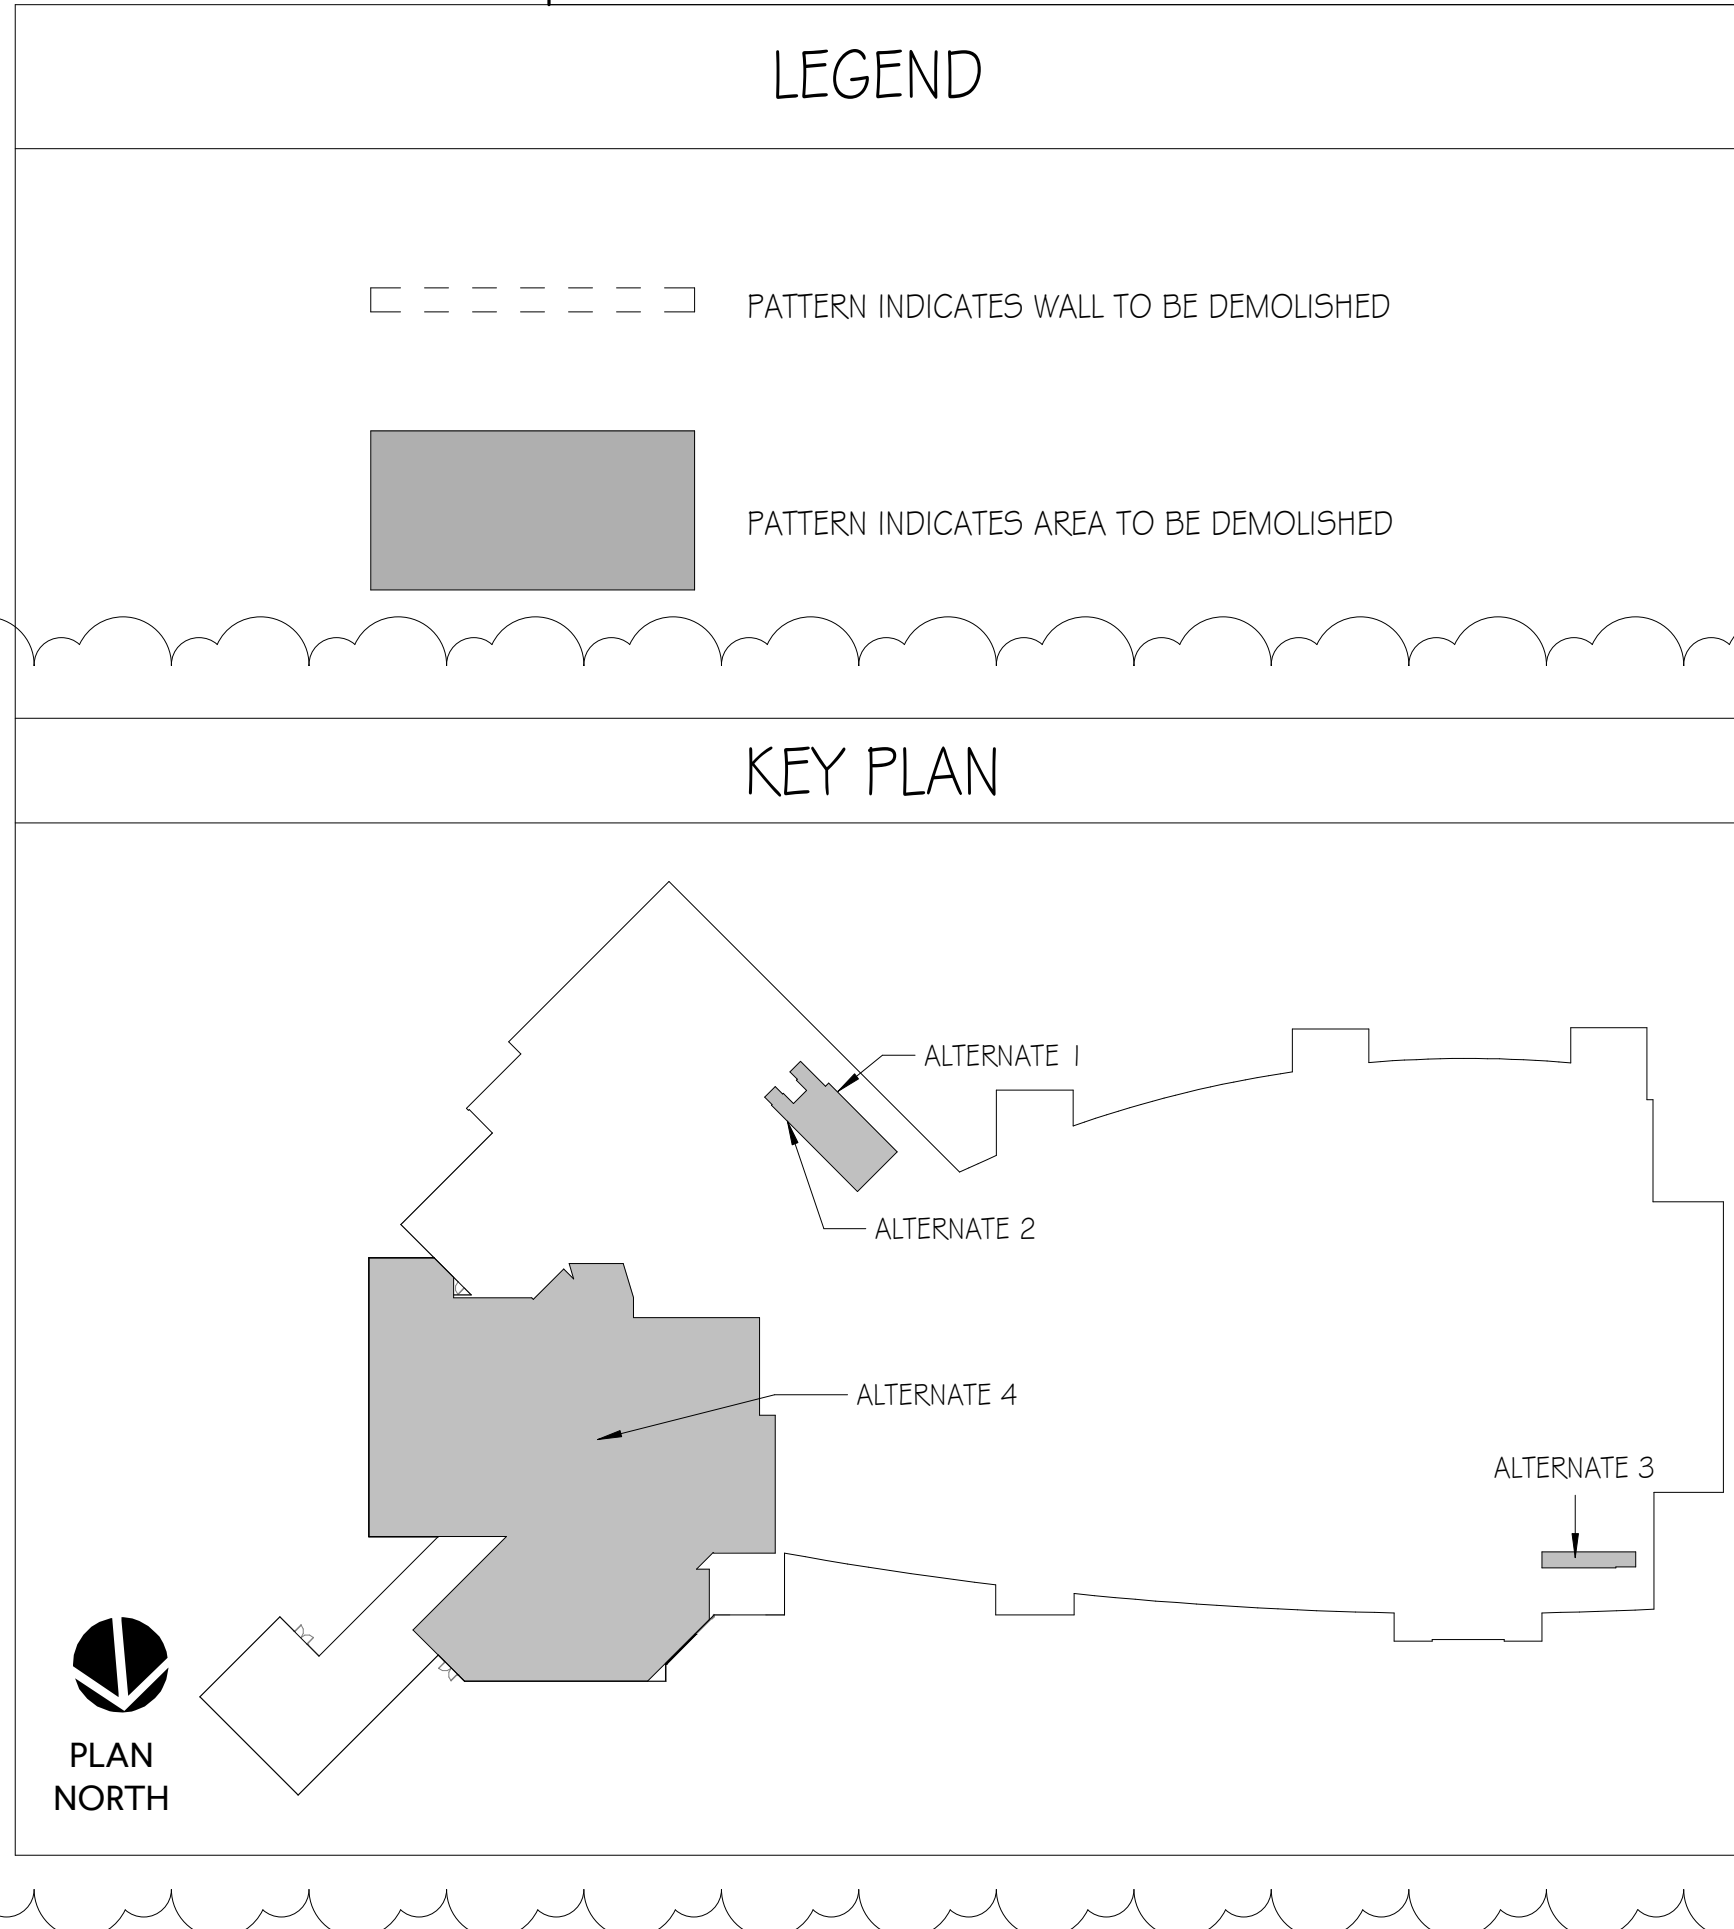 LEGEND
PATTERN INDICATES WALL TO BE DEMOLISHED
PATTERN INDICATES AREA TO BE DEMOLISHED
KEY PLAN
ALTERNATE 1
ALTERNATE 2
ALTERNATE 4
ALTERNATE 3
PLAN
NORTH